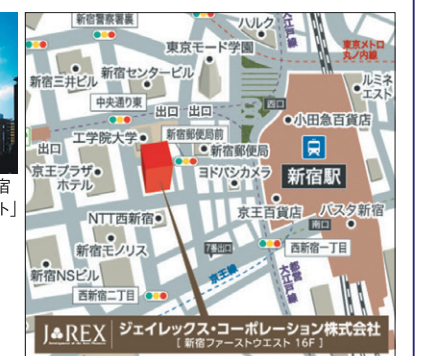 新宿警察署裏
ハルク
大江戸線
東京モード学園
東京メトロ
丸ノ内線
新宿三井ビル
新宿センタービル
ルミネ
エスト
中央通り東
出口
出口
西口
小田急百貨店
工学院大学
新宿郵便局前
出口
新宿郵便局
新宿駅
宿
京王プラザ
ホテル
ヨドバシカメラ
ト」
NTT西新宿
京王百貨店
バスタ新宿
南口
新宿モノリス
7番出口
西新宿一丁目
新宿NSビル
京王線
都営
大江戸線
西新宿二丁目
J&REX
ジェイレックス・コーポレーション株式会社
[ 新宿ファーストウエスト 16F ]